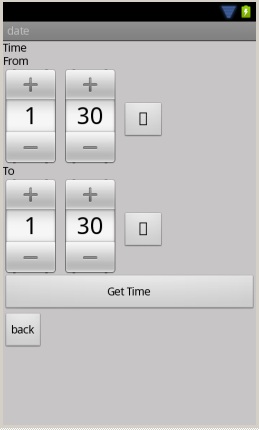 date
Time
From
+ +
1 30
− −
To
+ +
1 30
− −
Get Time
back